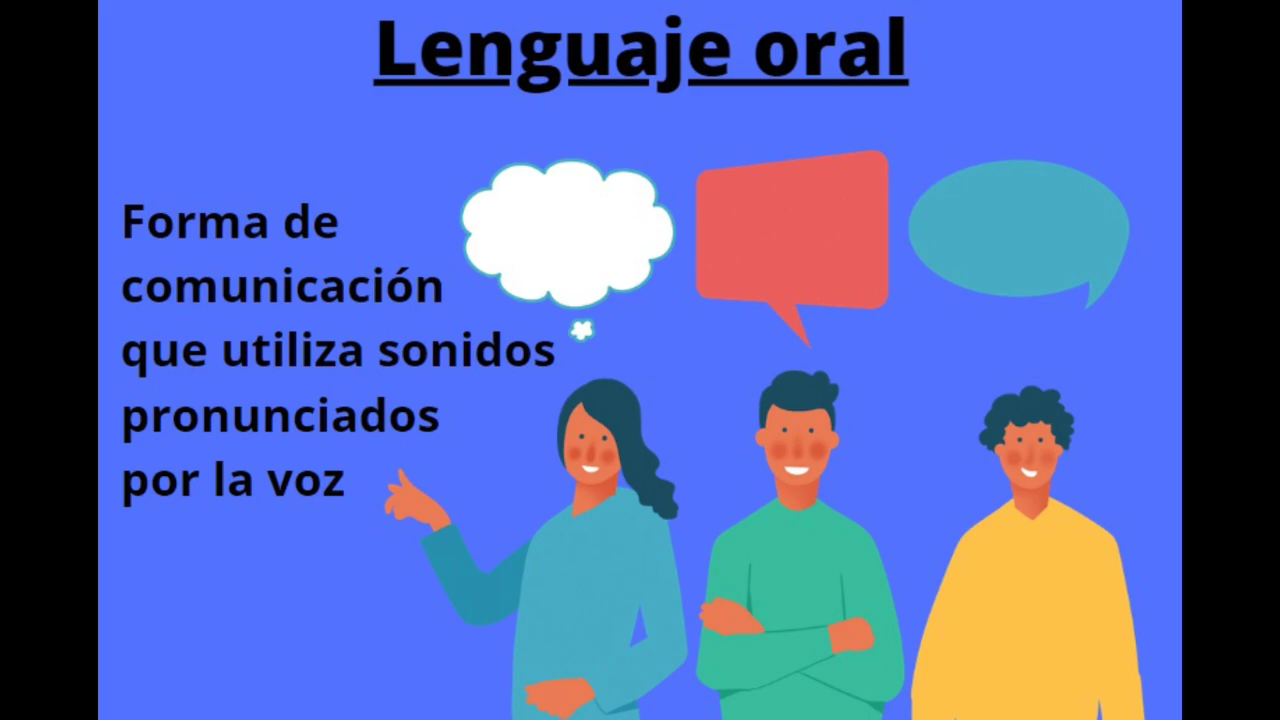 Lenguaje oral
Forma de
comunicación
que utiliza sonidos
pronunciados
por la voz